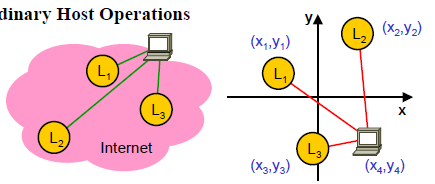 dinary Host Operations
y
(x₁,y₁)
L₂
(x₂,y₂)
L₁
L₁
x
L₃
L₂
Internet
L₃
(x₃,y₃)
(x₄,y₄)